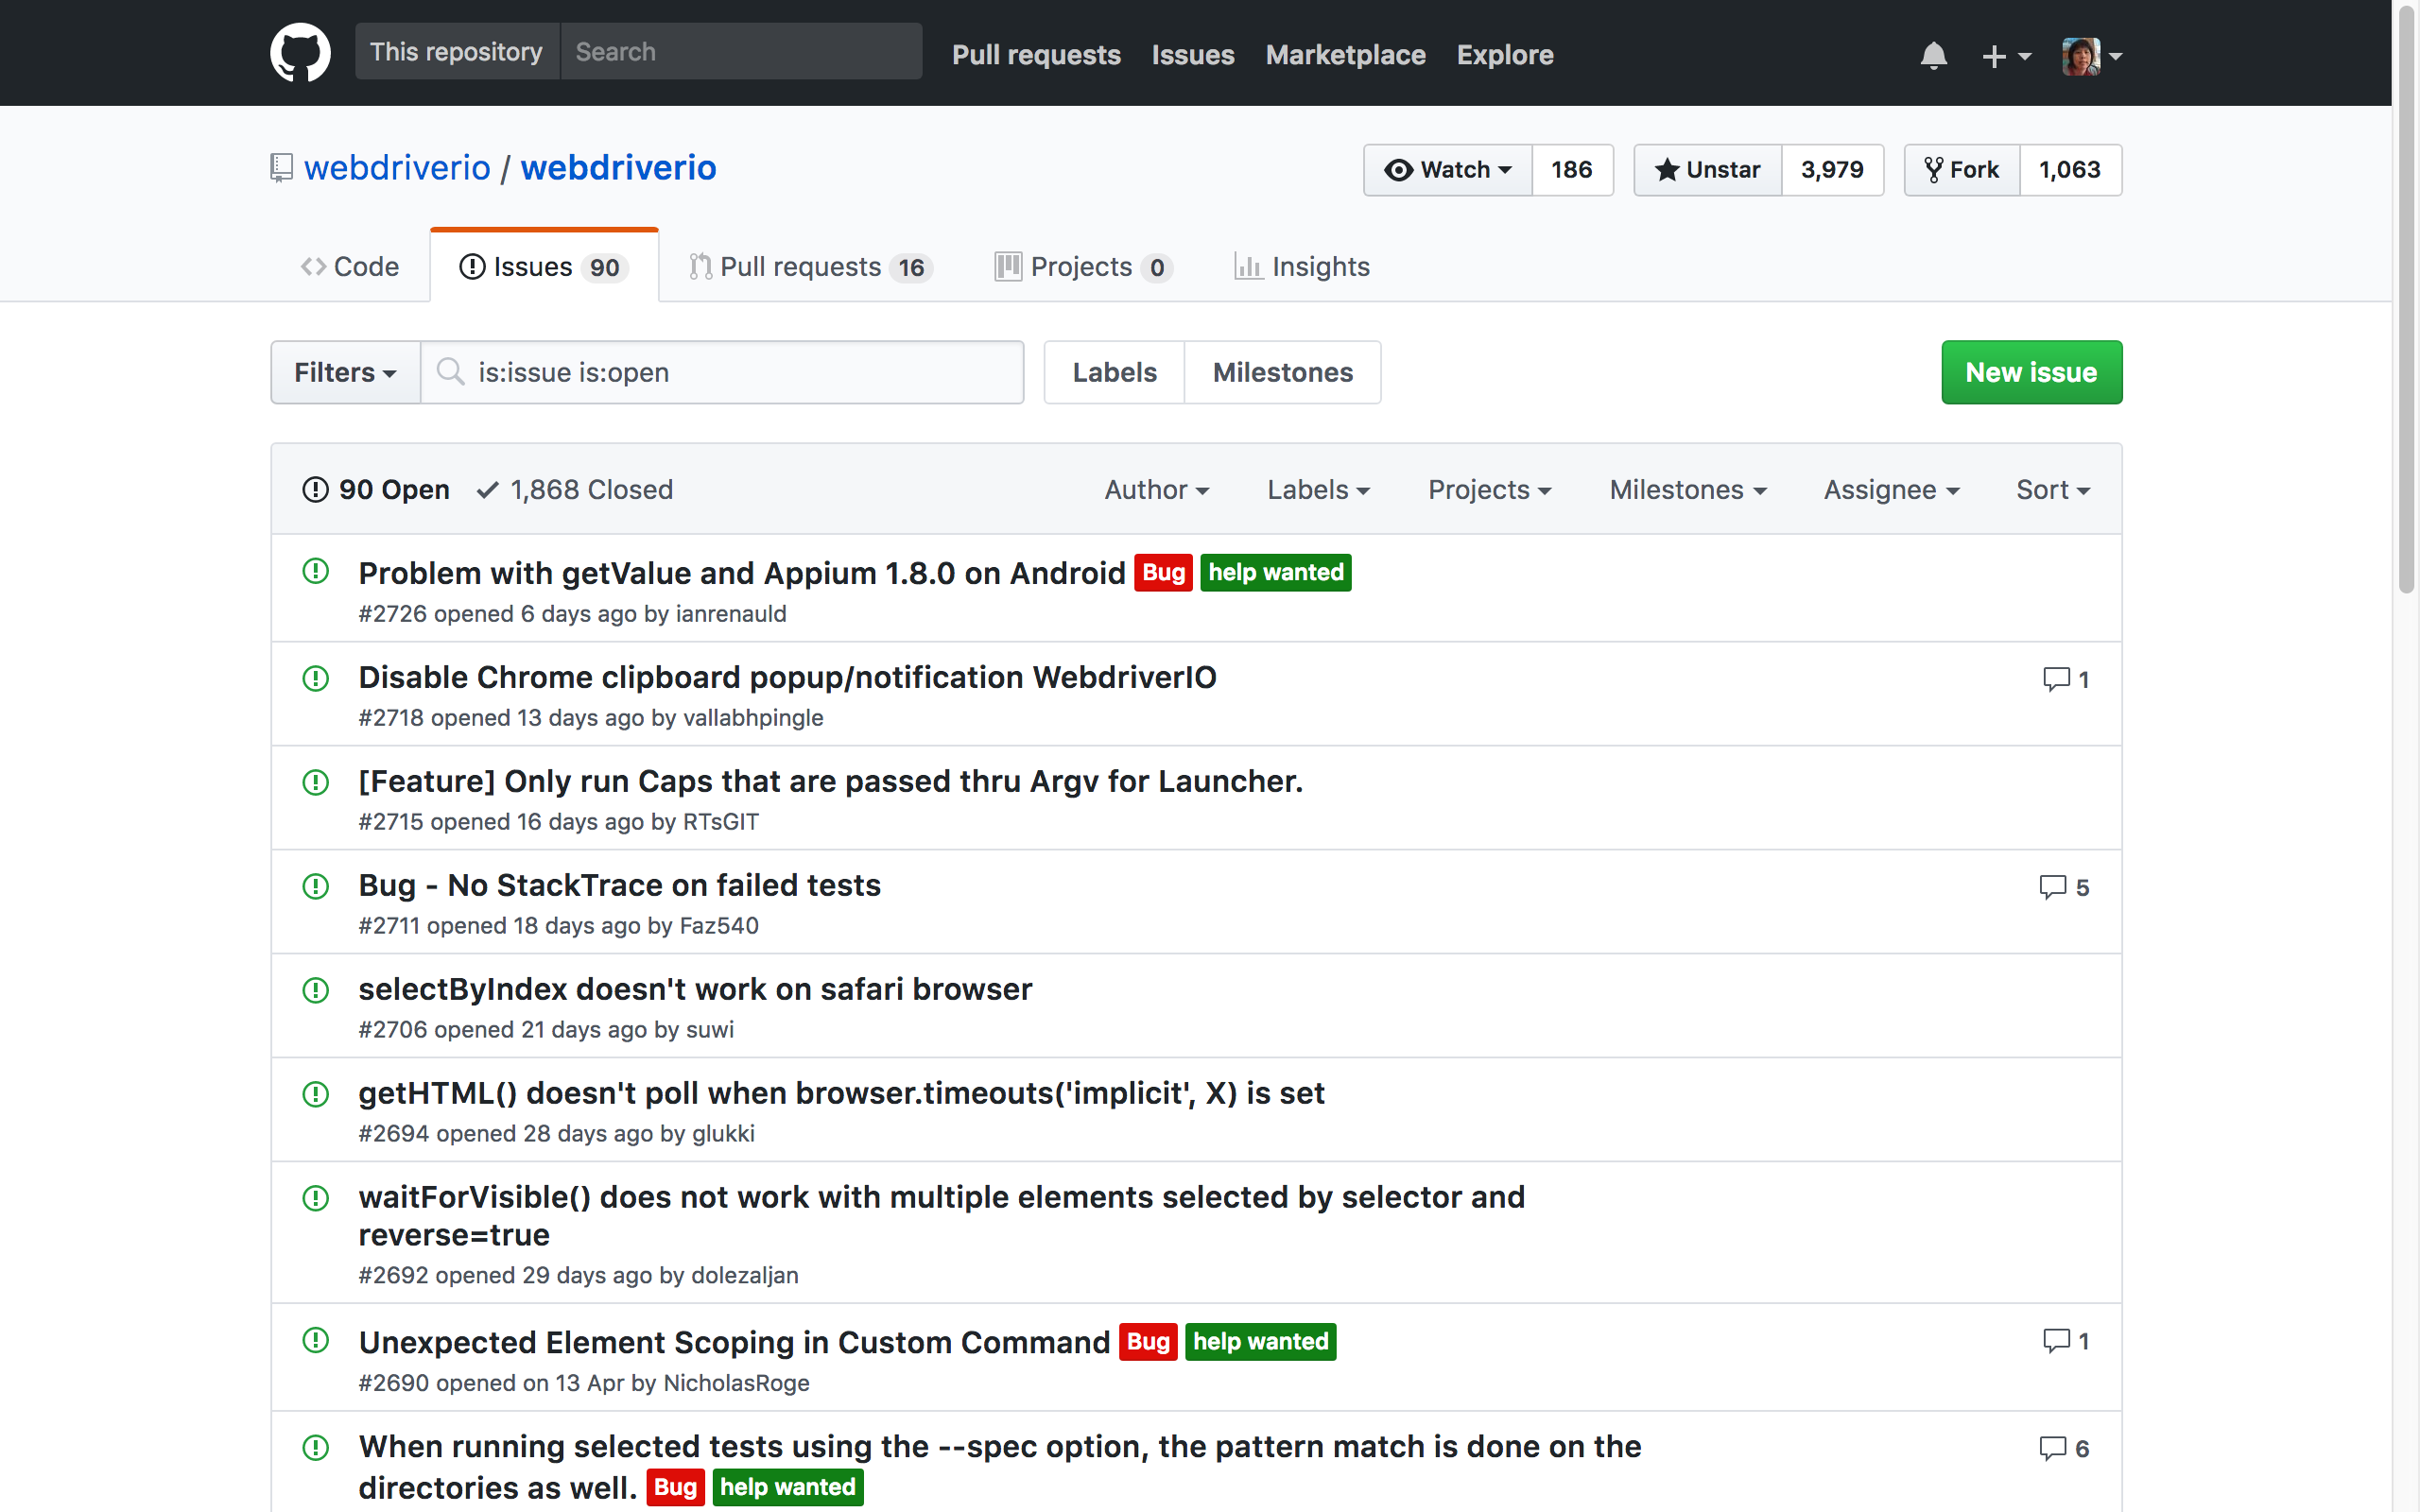 This repository Search Pull requests Issues Marketplace Explore
webdriverio / webdriverio Watch 186 Unstar 3,979 Fork 1,063
Code Issues 90 Pull requests 16 Projects 0 Insights
Filters is:issue is:open Labels Milestones New issue
90 Open 1,868 Closed Author Labels Projects Milestones Assignee Sort
Problem with getValue and Appium 1.8.0 on Android Bug help wanted
#2726 opened 6 days ago by ianrenauld
Disable Chrome clipboard popup/notification WebdriverIO 1
#2718 opened 13 days ago by vallabhpingle
[Feature] Only run Caps that are passed thru Argv for Launcher.
#2715 opened 16 days ago by RTsGIT
Bug - No StackTrace on failed tests 5
#2711 opened 18 days ago by Faz540
selectByIndex doesn't work on safari browser
#2706 opened 21 days ago by suwi
getHTML() doesn't poll when browser.timeouts('implicit', X) is set
#2694 opened 28 days ago by glukki
waitForVisible() does not work with multiple elements selected by selector and
reverse=true
#2692 opened 29 days ago by dolezaljan
Unexpected Element Scoping in Custom Command Bug help wanted 1
#2690 opened on 13 Apr by NicholasRoge
When running selected tests using the --spec option, the pattern match is done on the 6
directories as well. Bug help wanted